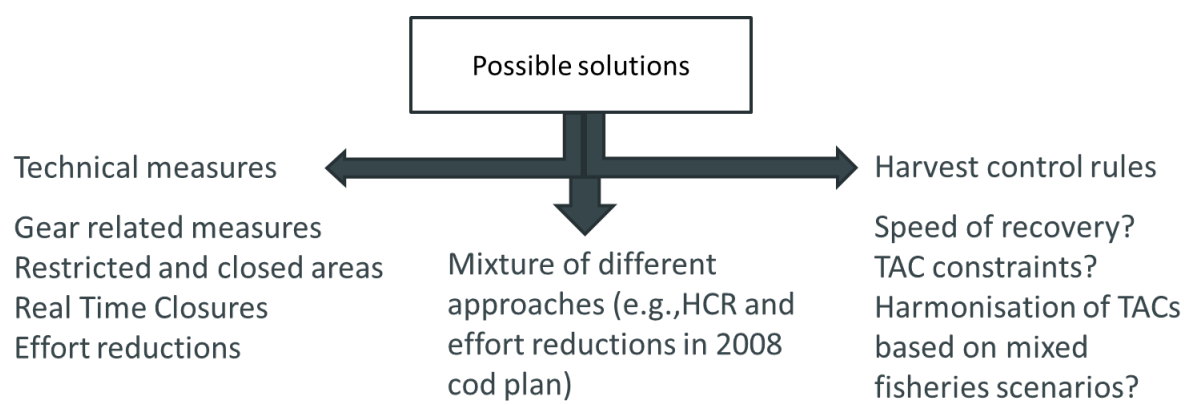 Possible solutions
Technical measures
Gear related measures
Restricted and closed areas
Real Time Closures
Effort reductions
Mixture of different
approaches (e.g.,HCR and
effort reductions in 2008
cod plan)
Harvest control rules
Speed of recovery?
TAC constraints?
Harmonisation of TACs
based on mixed
fisheries scenarios?